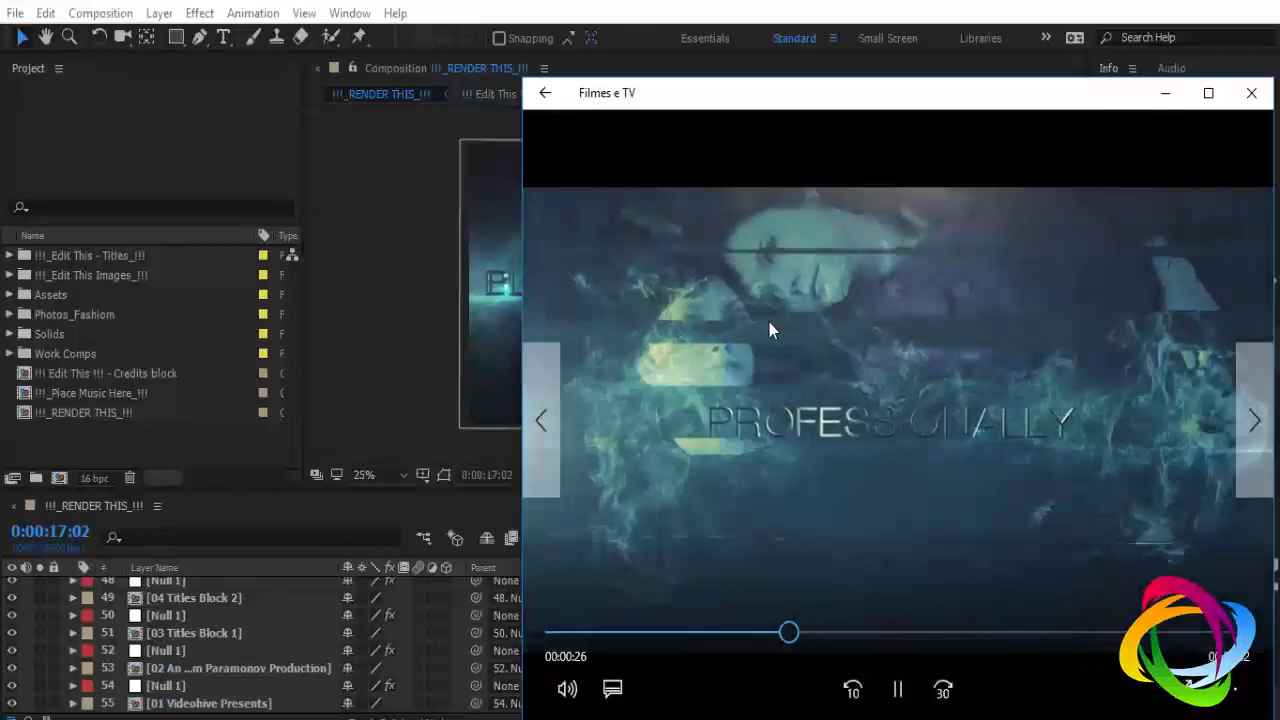 File Edit Composition Layer Effect Animation View Window Help
Snapping Essentials Standard Small Screen Libraries Search Help
Project Composition !!!_RENDER THIS_!!! Info Audio
!!!_RENDER THIS_!!! !!! Edit This
Filmes e TV
Name Type
!!!_Edit This - Titles_!!!
!!!_Edit This Images_!!!
Assets
Photos_Fashiom
Solids
Work Comps
!!! Edit This !!! - Credits block
!!!_Place Music Here_!!!
!!!_RENDER THIS_!!!
PROFESSIONALLY
16 bpc 25% 0:00:17:02
!!!_RENDER THIS_!!!
0:00:17:02
# Layer Name Parent
48 [Null 1] None
49 [04 Titles Block 2] 48. Nu
50 [Null 1] None
51 [03 Titles Block 1] 50. Nu
52 [Null 1] None
53 [02 An ...m Paramonov Production] 52. Nu
54 [Null 1] None
55 [01 Videohive Presents] 54. Nu
00:00:26
10 30